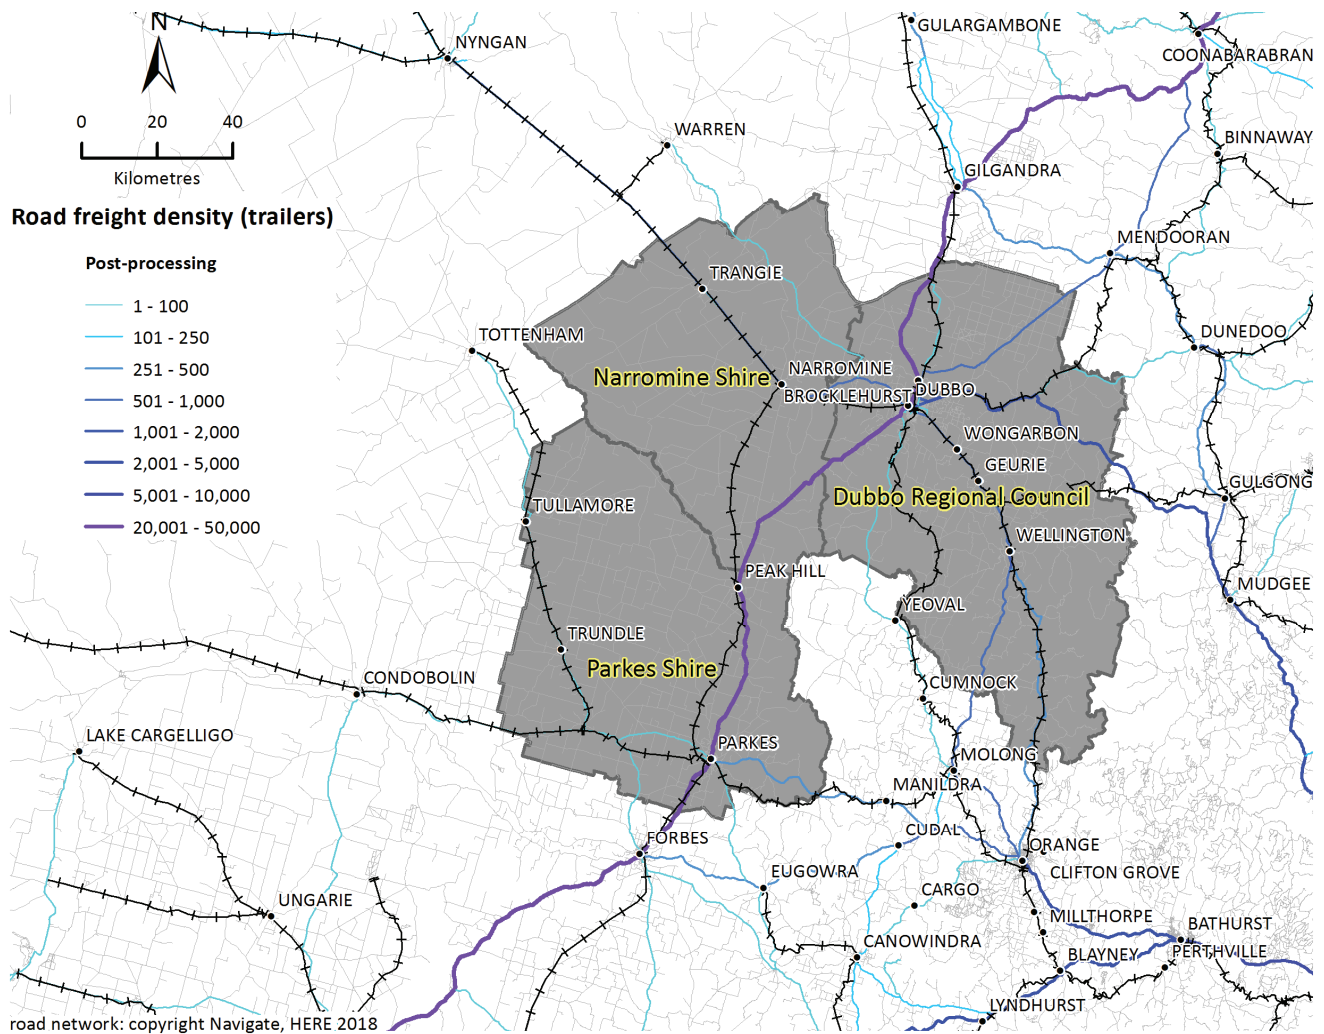 N
NYNGAN
GULARGAMBONE
COONABARABRAN
0 20 40
Kilometres
WARREN
BINNAWAY
GILGANDRA
Road freight density (trailers)
Post-processing
1 - 100
101 - 250
251 - 500
501 - 1,000
1,001 - 2,000
2,001 - 5,000
5,001 - 10,000
20,001 - 50,000
MENDOORAN
TRANGIE
TOTTENHAM
DUNEDOO
NARROMINE
Narromine Shire
BROCKLEHURST
DUBBO
WONGARBON
GEURIE
Dubbo Regional Council
GULGONG
TULLAMORE
WELLINGTON
PEAK HILL
MUDGEE
YEOVAL
TRUNDLE
Parkes Shire
CONDOBOLIN
CUMNOCK
LAKE CARGELLIGO
PARKES
MOLONG
MANILDRA
FORBES
CUDAL
ORANGE
EUGOWRA
CLIFTON GROVE
CARGO
UNGARIE
MILLTHORPE
BATHURST
CANOWINDRA
BLAYNEY
PERTHVILLE
LYNDHURST
road network: copyright Navigate, HERE 2018